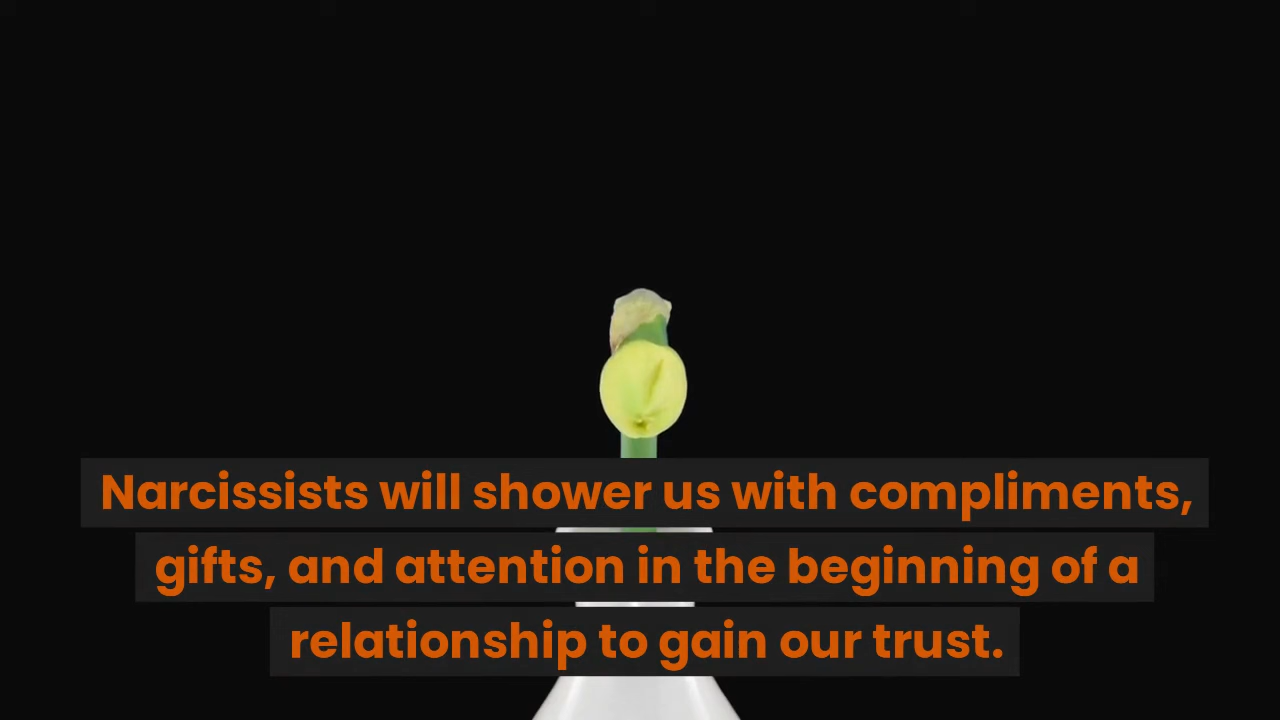 Narcissists will shower us with compliments,
gifts, and attention in the beginning of a
relationship to gain our trust.